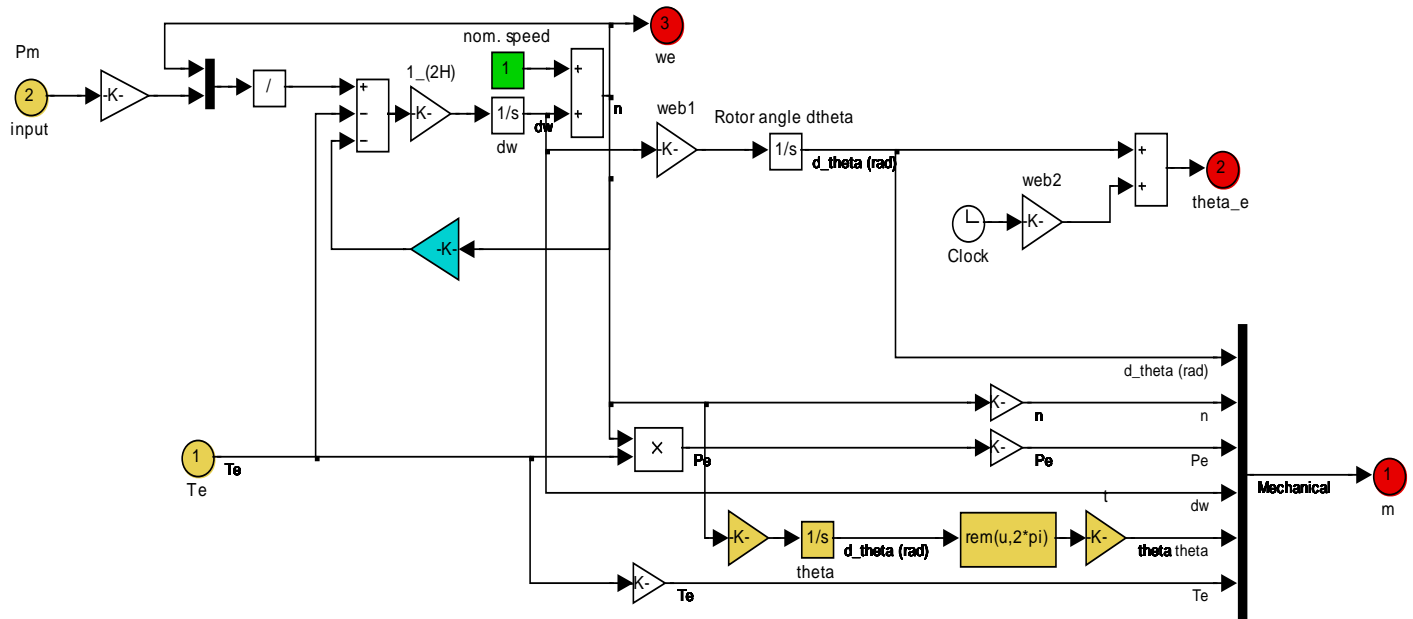 3
Pm
nom. speed
we
1_(2H)
1
+
2
-K-
/
+
-K-
1/s
dw
+
n
web1
input
−
dw
Rotor angle dtheta
−
-K-
1/s
d_theta (rad)
+
2
web2
+
theta_e
-K-
-K-
Clock
d_theta (rad)
K-
n
n
1
Te
Te
×
Pe
K-
Pe
Pe
Mechanical
1
m
t
dw
-K-
1/s
d_theta (rad)
rem(u,2*pi)
-K-
theta
theta
theta
K-
Te
Te